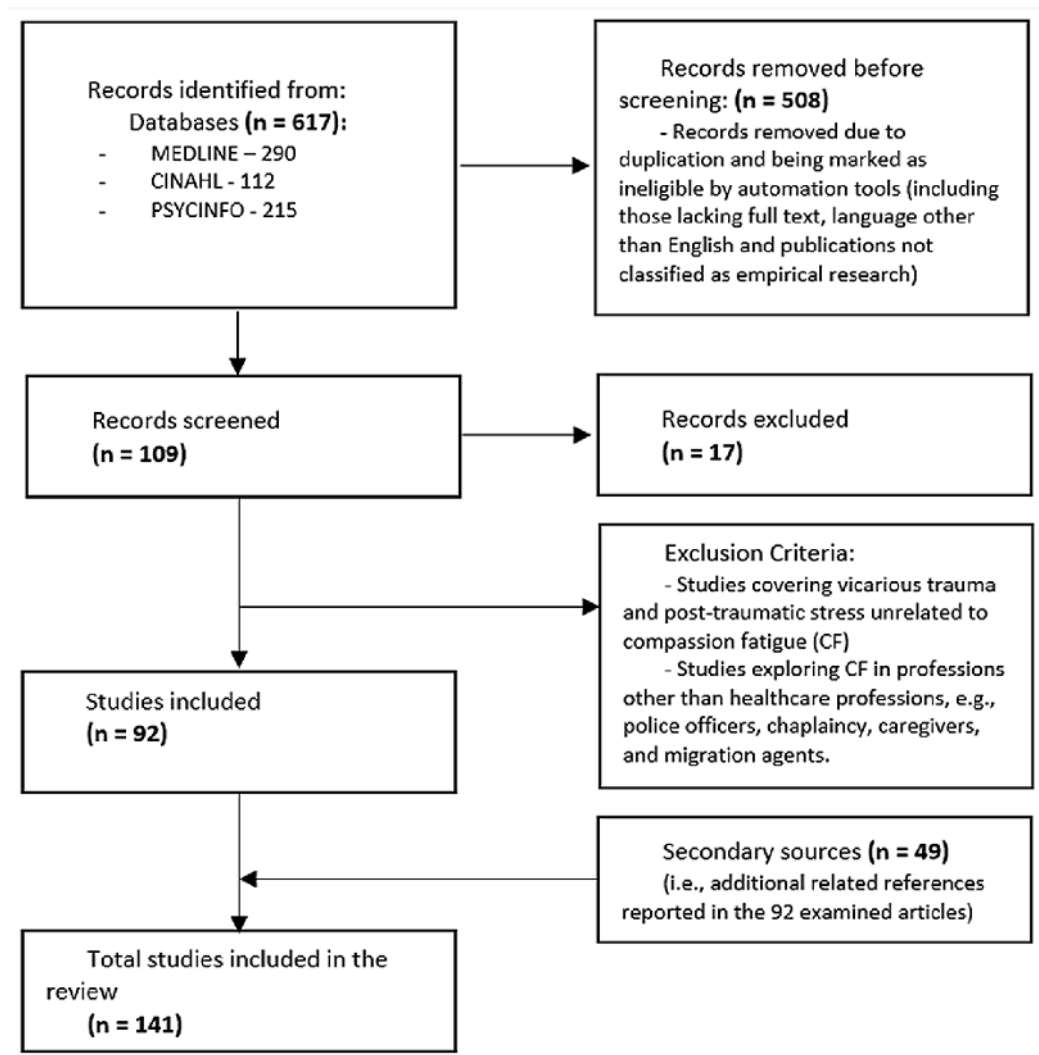 Records identified from:
Databases (n = 617):
- MEDLINE – 290
- CINAHL - 112
- PSYCINFO - 215
Records removed before
screening: (n = 508)
- Records removed due to
duplication and being marked as
ineligible by automation tools (including
those lacking full text, language other
than English and publications not
classified as empirical research)
Records screened
(n = 109)
Records excluded
(n = 17)
Exclusion Criteria:
- Studies covering vicarious trauma
and post-traumatic stress unrelated to
compassion fatigue (CF)
- Studies exploring CF in professions
other than healthcare professions, e.g.,
police officers, chaplaincy, caregivers,
and migration agents.
Studies included
(n = 92)
Secondary sources (n = 49)
(i.e., additional related references
reported in the 92 examined articles)
Total studies included in the
review
(n = 141)